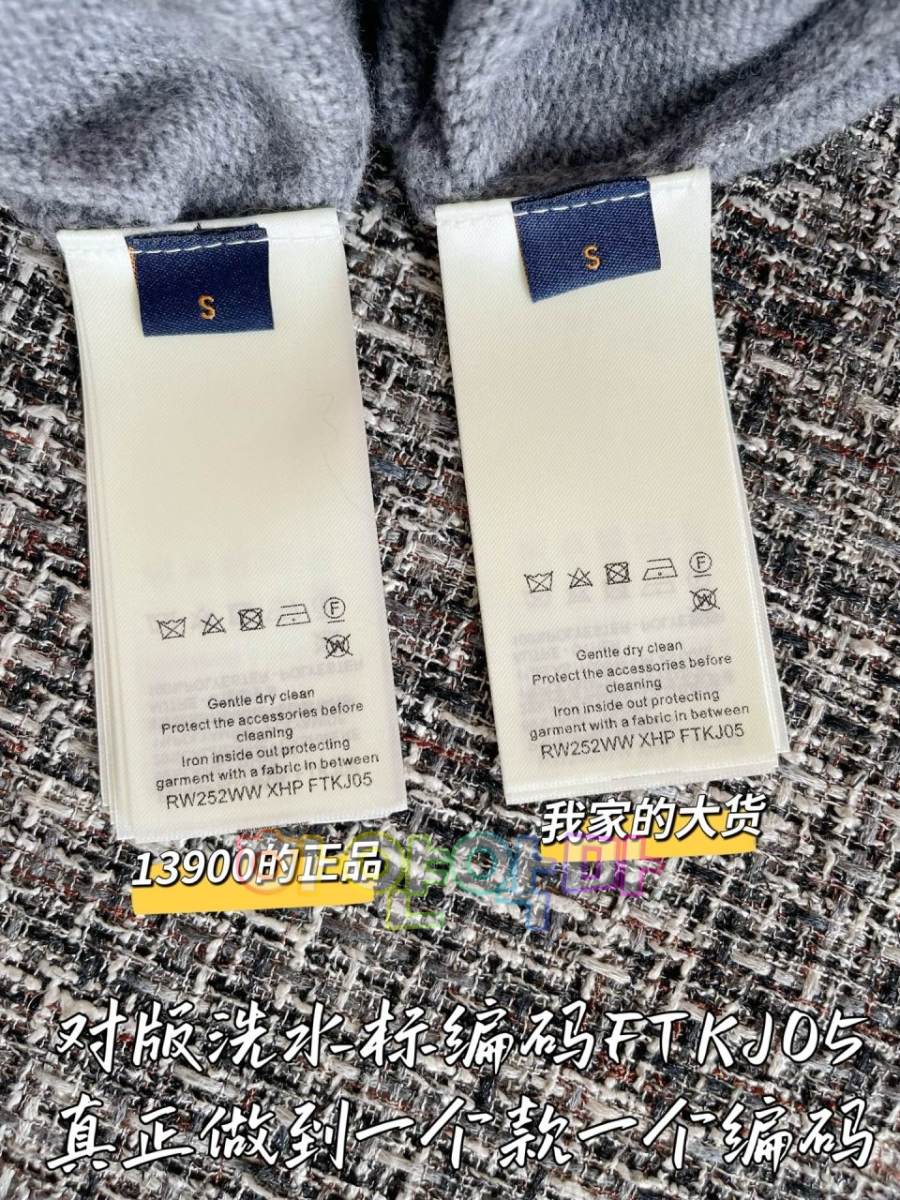 S
Gentle dry clean
Protect the accessories before
cleaning
Iron inside out protecting
garment with a fabric in between
RW252WW XHP FTKJ05
S
Gentle dry clean
Protect the accessories before
cleaning
Iron inside out protecting
garment with a fabric in between
RW252WW XHP FTKJ05
13900的正品
我家的大货
对版洗水标编码FTKJ05
真正做到一个款一个编码